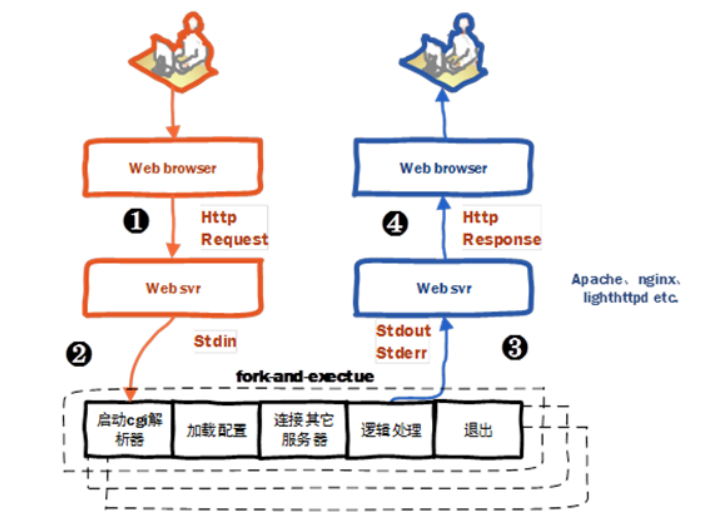 Web browser
Web browser
❶
Http
Request
❹
Http
Response
Web svr
Web svr
Apache、nginx、
lighthttpd etc.
❷
Stdin
Stdout
Stderr
❸
fork-and-exectue
启动cgi解
析器
加载配置
连接其它
服务器
逻辑处理
退出